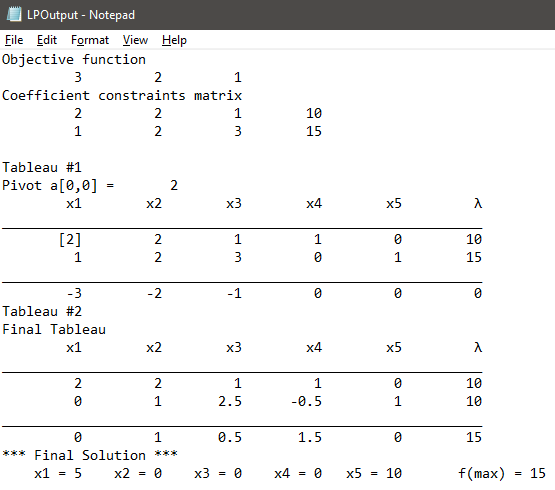 LPOutput - Notepad
File Edit Format View Help
Objective function
3 2 1
Coefficient constraints matrix
2 2 1 10
1 2 3 15
Tableau #1
Pivot a[0,0] = 2
x1 x2 x3 x4 x5 λ
[2] 2 1 1 0 10
1 2 3 0 1 15
-3 -2 -1 0 0 0
Tableau #2
Final Tableau
x1 x2 x3 x4 x5 λ
2 2 1 1 0 10
0 1 2.5 -0.5 1 10
0 1 0.5 1.5 0 15
*** Final Solution ***
x1 = 5 x2 = 0 x3 = 0 x4 = 0 x5 = 10 f(max) = 15